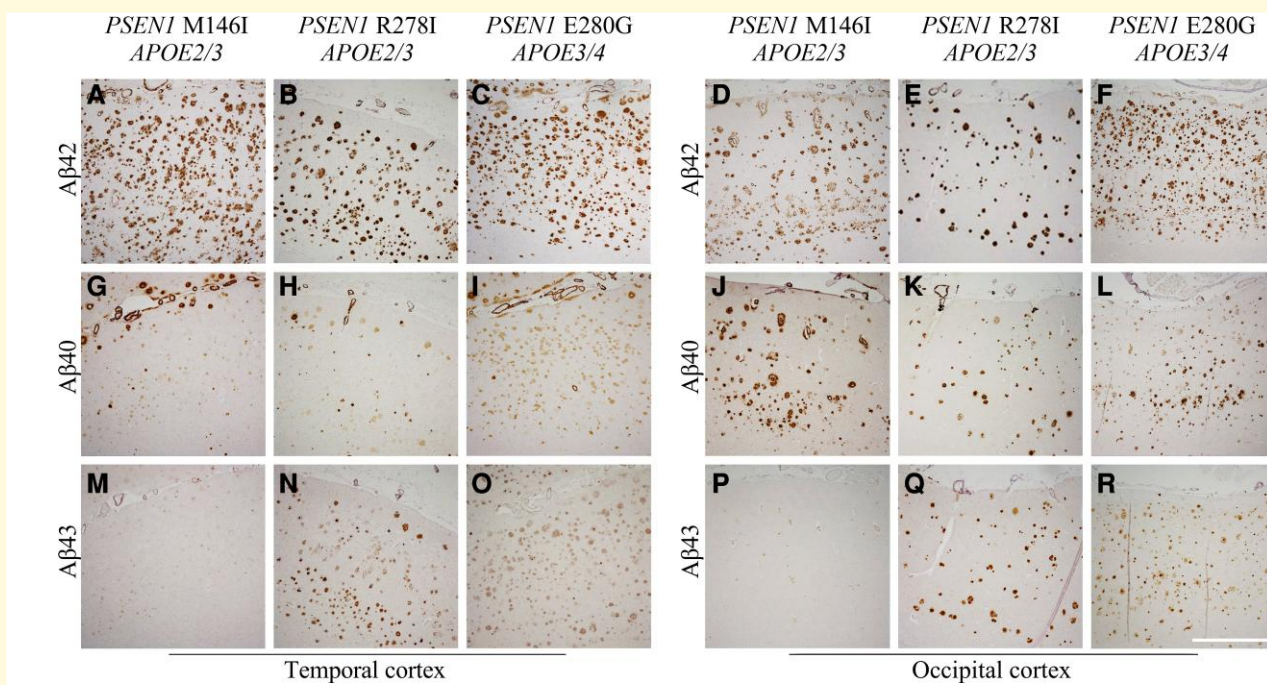 PSEN1 M146I PSEN1 R278I PSEN1 E280G PSEN1 M146I PSEN1 R278I PSEN1 E280G
APOE2/3 APOE2/3 APOE3/4 APOE2/3 APOE2/3 APOE3/4
Aβ42 A B C Aβ42 D E F
Aβ40 G H I Aβ40 J K L
Aβ43 M N O Aβ43 P Q R
Temporal cortex Occipital cortex